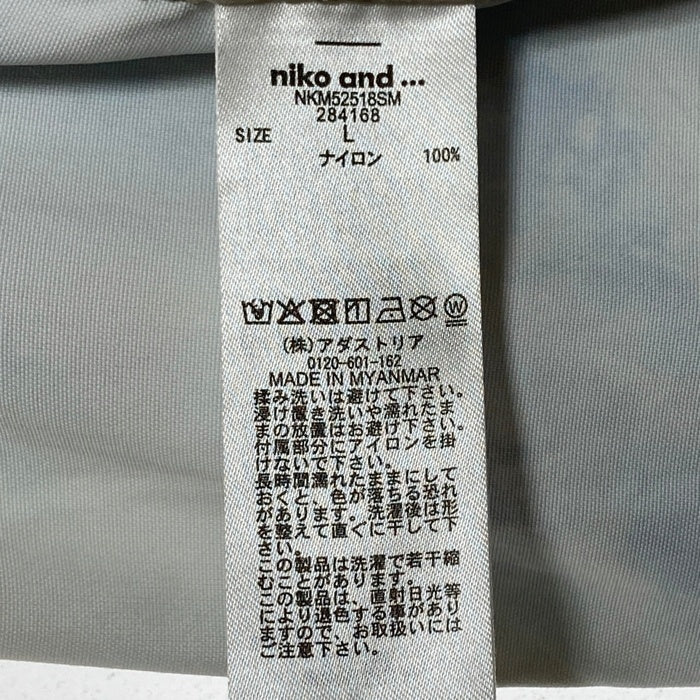 niko and ...
NKM52518SM
284168
SIZE L
ナイロン 100%
(株)アダストリア
0120-601-162
MADE IN MYANMAR
揉み洗いは避けて下さい。
浸け置き洗いや濡れたま
まの放置はお避け下さい。
付属部分にアイロンを掛
けないで下さい。
長時間濡れたままにして
おくと、色が落ちる恐れ
があります。洗濯後は形
を整えて直ぐに干して下
さい。
この製品は洗濯で若干縮
むことがあります。
この製品は、直射日光等
により退色する事があり
ますので、お取扱いには
ご注意下さい。